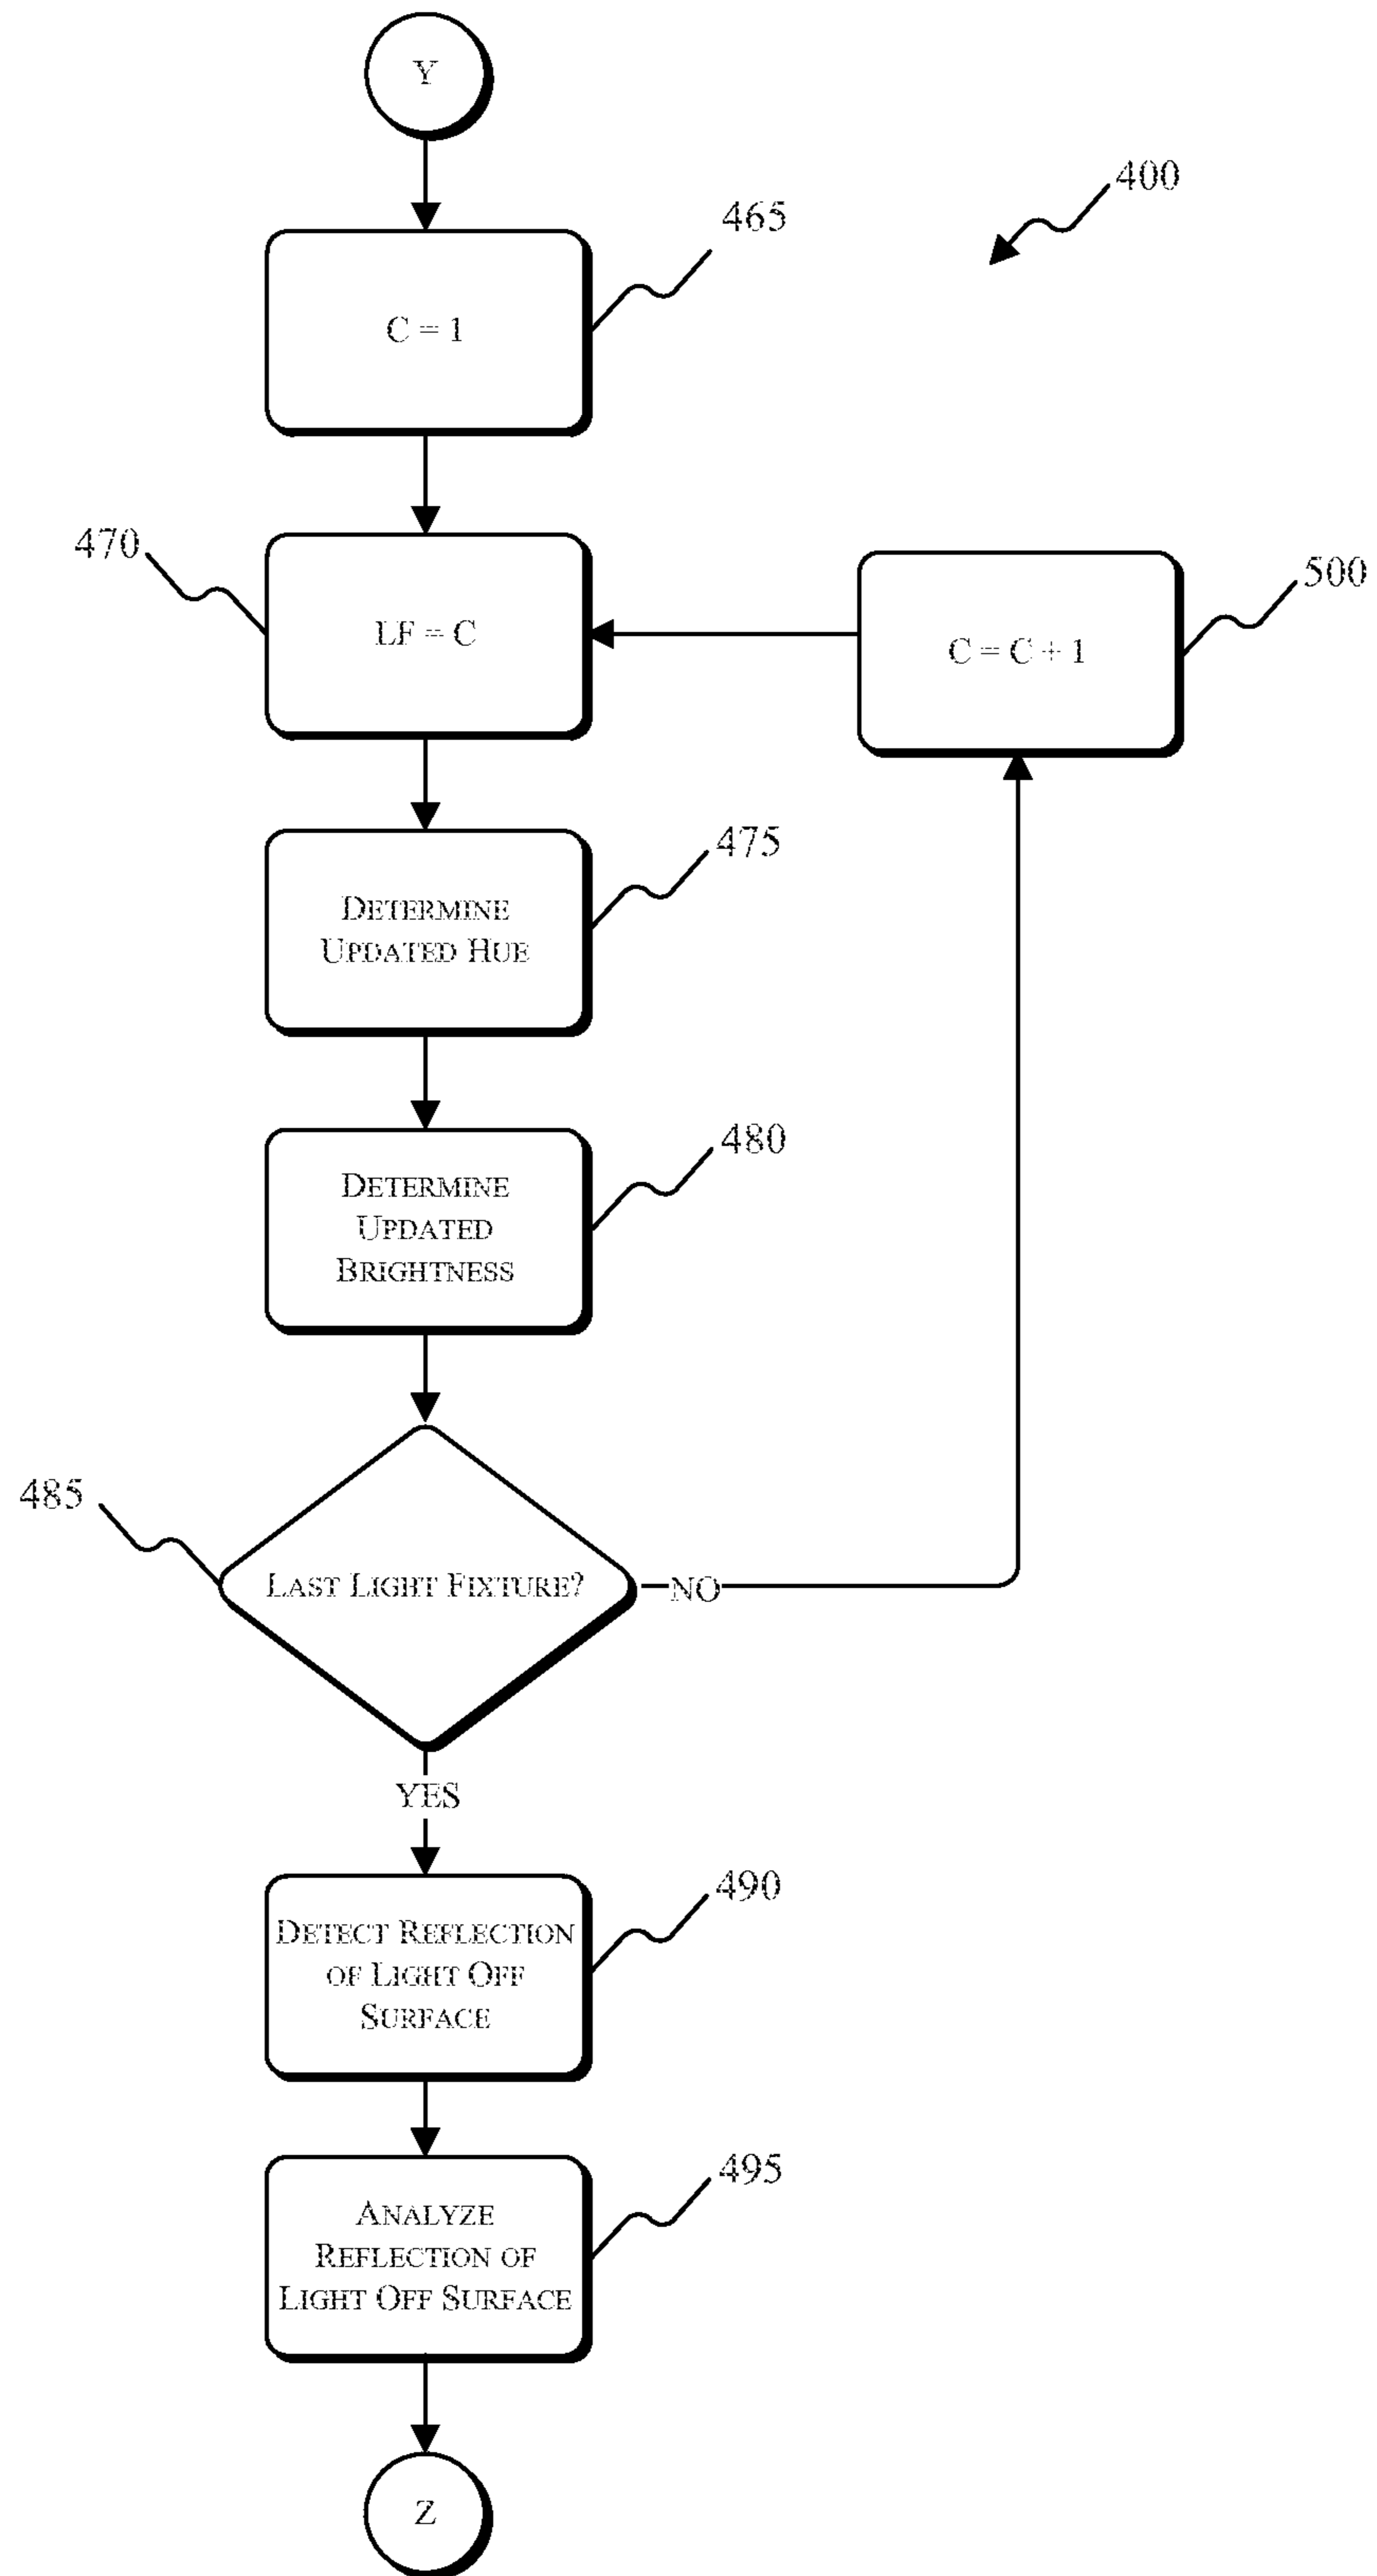 Y
400
465
C = 1
470
LF = C
500
C = C + 1
475
DETERMINE
UPDATED HUE
480
DETERMINE
UPDATED
BRIGHTNESS
485
LAST LIGHT FIXTURE?
NO
YES
490
DETECT REFLECTION
OF LIGHT OFF
SURFACE
495
ANALYZE
REFLECTION OF
LIGHT OFF SURFACE
Z